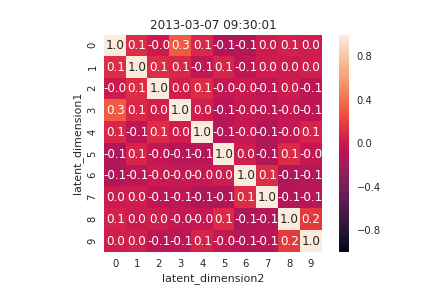 2013-03-07 09:30:01
0 1.0 0.1 -0.0 0.3 0.1 -0.1 -0.1 0.0 0.1 0.0
1 0.1 1.0 0.1 0.1 -0.1 0.1 -0.1 0.0 0.0 0.0
2 -0.0 0.1 1.0 0.0 0.1 -0.0 -0.0 -0.1 0.0 -0.1
3 0.3 0.1 0.0 1.0 0.0 -0.1 -0.0 -0.1 -0.0 -0.1
4 0.1 -0.1 0.1 0.0 1.0 -0.1 -0.0 -0.1 -0.0 0.1
5 -0.1 0.1 -0.0 -0.1 -0.1 1.0 0.0 -0.1 0.1 -0.0
6 -0.1 -0.1 -0.0 -0.0 -0.0 0.0 1.0 0.1 -0.1 -0.1
7 0.0 0.0 -0.1 -0.1 -0.1 -0.1 0.1 1.0 -0.1 -0.1
8 0.1 0.0 0.0 -0.0 -0.0 0.1 -0.1 -0.1 1.0 0.2
9 0.0 0.0 -0.1 -0.1 0.1 -0.0 -0.1 -0.1 0.2 1.0
0 1 2 3 4 5 6 7 8 9
latent_dimension2
latent_dimension1
0.8
0.4
0.0
-0.4
-0.8